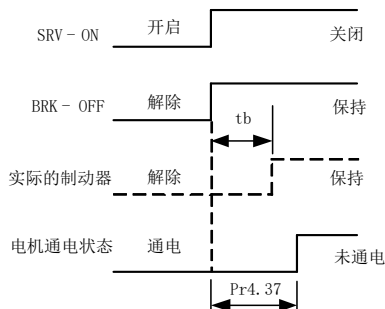 SRV-ON 开启 关闭
BRK-OFF 解除 保持
tb
实际的制动器 解除 保持
电机通电状态 通电 未通电
Pr4.37